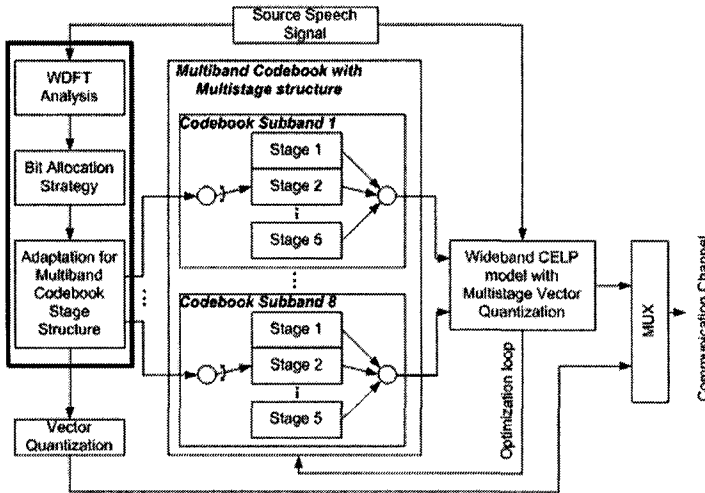 Source Speech
Signal
WDFT
Analysis
Bit Allocation
Strategy
Adaptation for
Multiband
Codebook
Stage
Structure
Vector
Quantization
Multiband Codebook with
Multistage structure
Codebook Subband 1
Stage 1
Stage 2
Stage 5
Codebook Subband 8
Stage 1
Stage 2
Stage 5
Wideband CELP
model with
Multistage Vector
Quantization
Optimization loop
MUX
Communication Channel